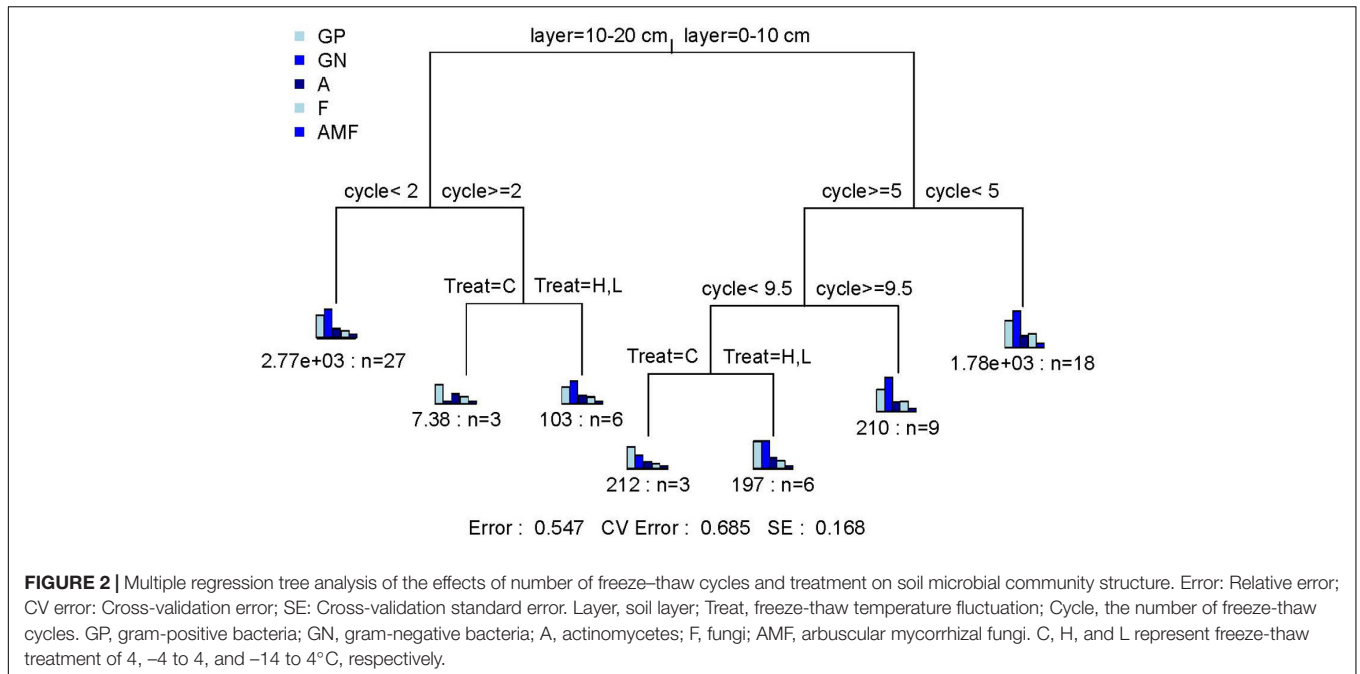 layer=10-20 cm layer=0-10 cm
GP
GN
A
F
AMF
cycle< 2 cycle>=2
cycle>=5 cycle< 5
Treat=C Treat=H,L
cycle< 9.5 cycle>=9.5
2.77e+03 : n=27
Treat=C Treat=H,L
1.78e+03 : n=18
7.38 : n=3
103 : n=6
210 : n=9
212 : n=3
197 : n=6
Error : 0.547 CV Error : 0.685 SE : 0.168
FIGURE 2 | Multiple regression tree analysis of the effects of number of freeze–thaw cycles and treatment on soil microbial community structure. Error: Relative error;
CV error: Cross-validation error; SE: Cross-validation standard error. Layer, soil layer; Treat, freeze-thaw temperature fluctuation; Cycle, the number of freeze-thaw
cycles. GP, gram-positive bacteria; GN, gram-negative bacteria; A, actinomycetes; F, fungi; AMF, arbuscular mycorrhizal fungi. C, H, and L represent freeze-thaw
treatment of 4, –4 to 4, and –14 to 4°C, respectively.